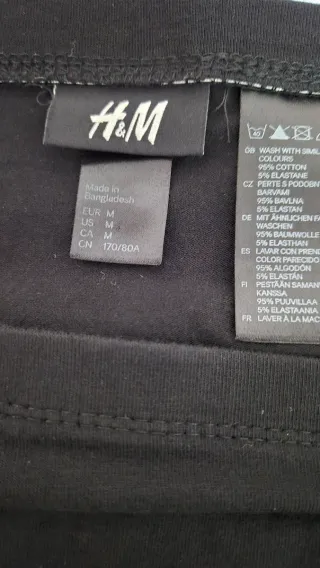 H&M
Made in
Bangladesh
EUR M
US M
CA M
CN 170/80A
40
GB WASH WITH SIMIL
COLOURS
95% COTTON
5% ELASTANE
CZ PERTE S PODOBN
BARVAMI
95% BAVLNA
5% ELASTAN
DE MIT ÄHNLICHEN FA
WASCHEN
95% BAUMWOLLE
5% ELASTHAN
ES LAVAR CON PREND
COLOR PARECIDO
95% ALGODÓN
5% ELASTÁN
FI PESTÄÄN SAMAN
KANSSA
95% PUUVILLAA
5% ELASTAANIA
FR LAVER À LA MAC